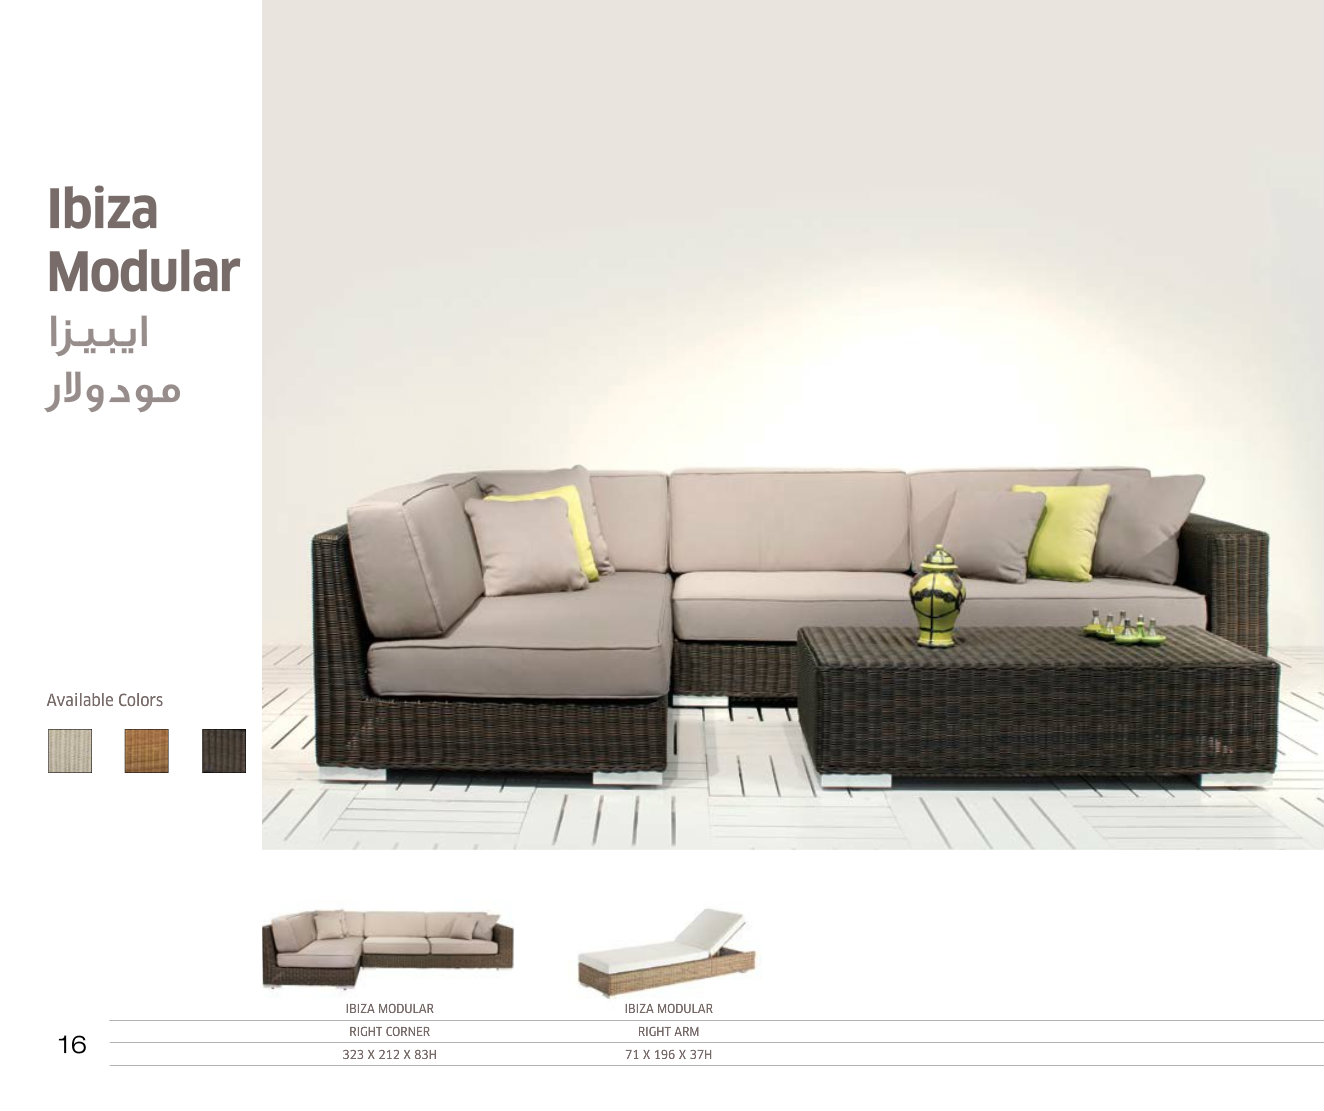 Ibiza
Modular
ايبيزا
مودولار
Available Colors
IBIZA MODULAR
RIGHT CORNER
323 X 212 X 83H
IBIZA MODULAR
RIGHT ARM
71 X 196 X 37H
16